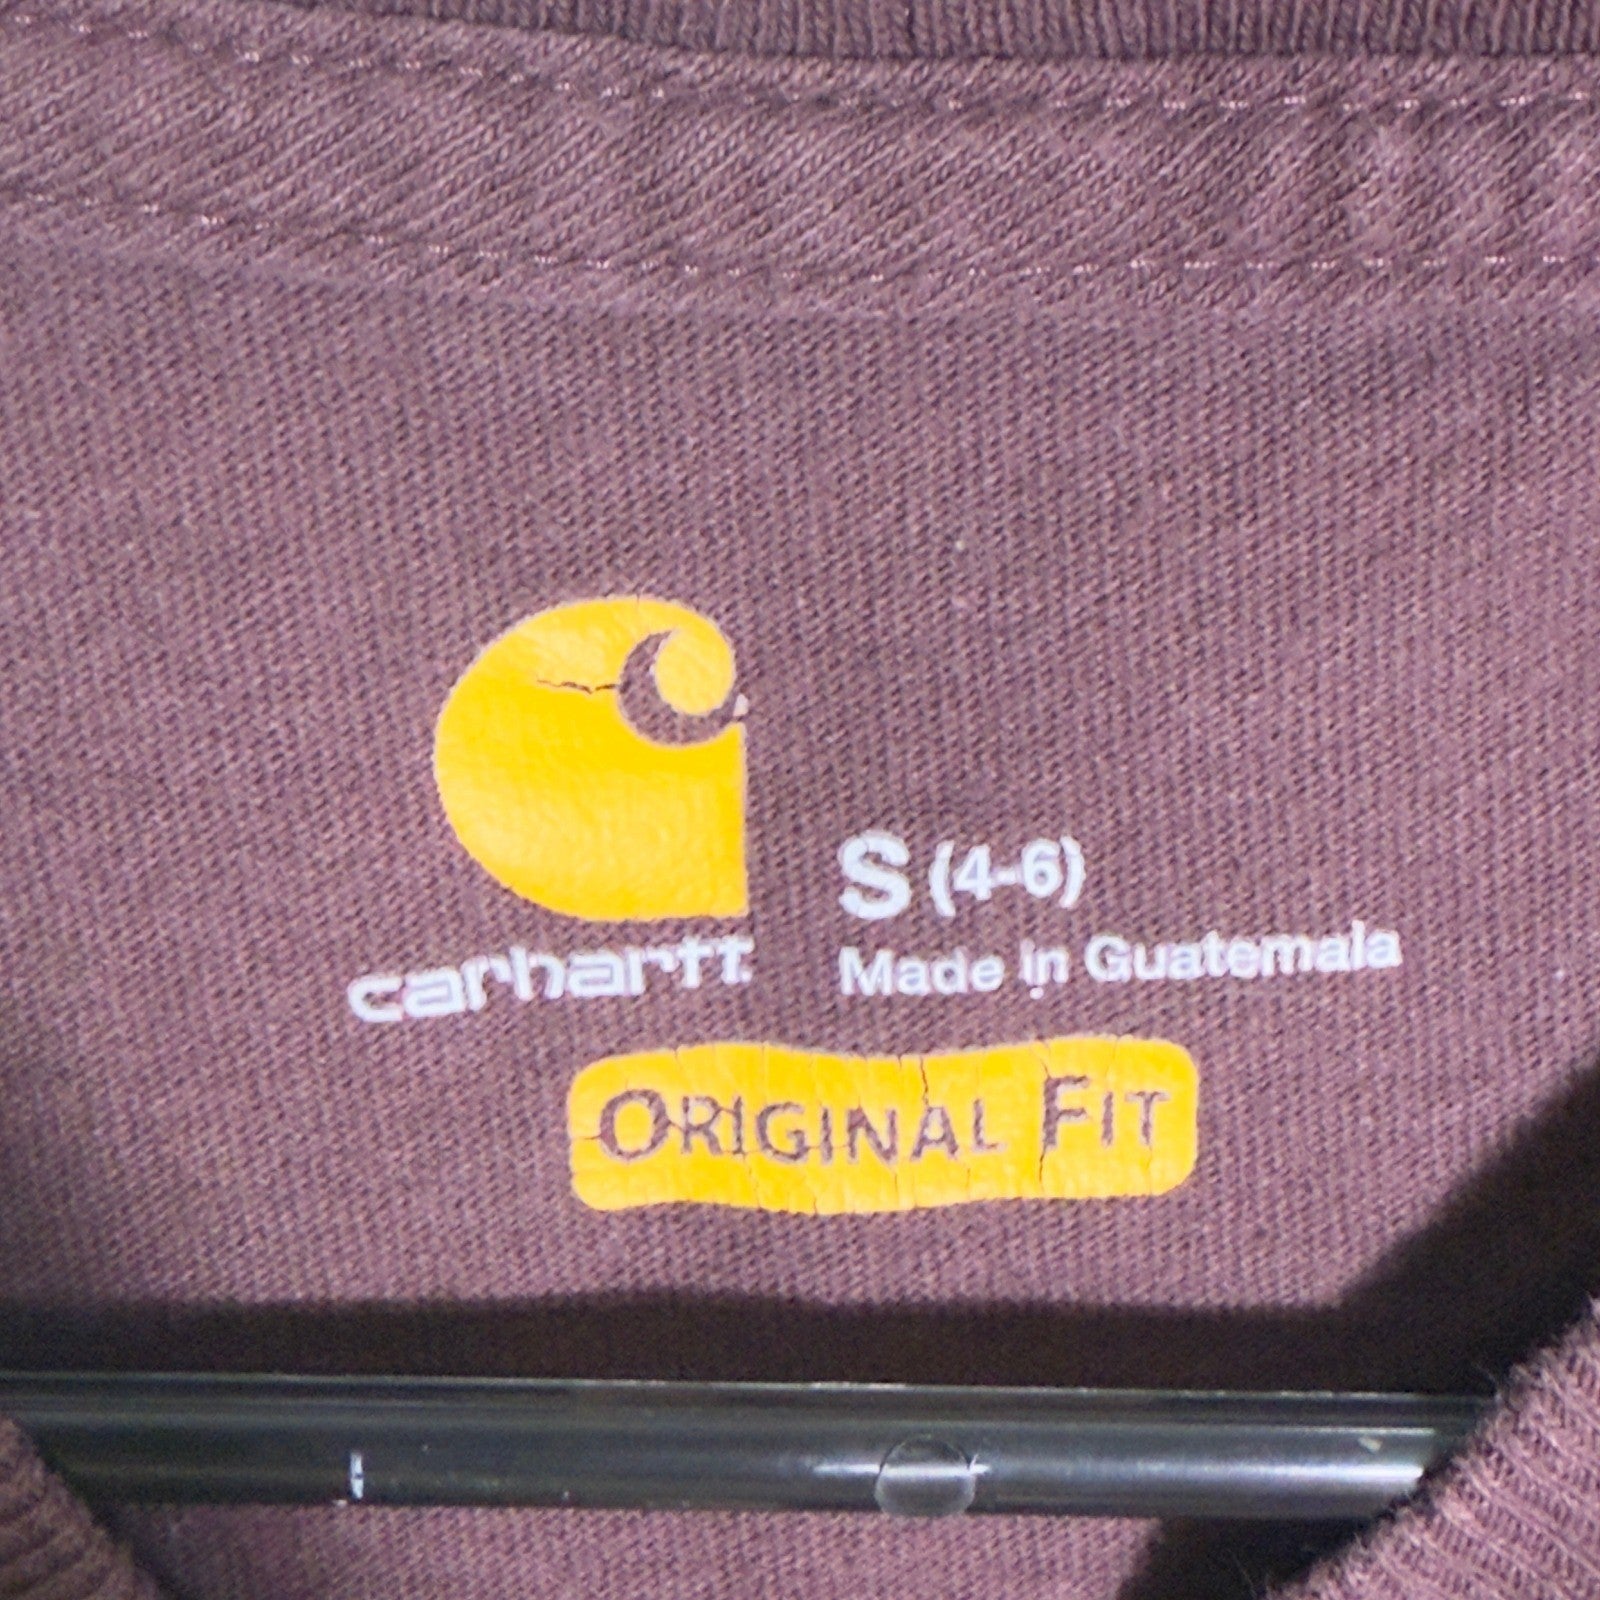 S (4-6)
carhartt
Made in Guatemala
ORIGINAL FIT